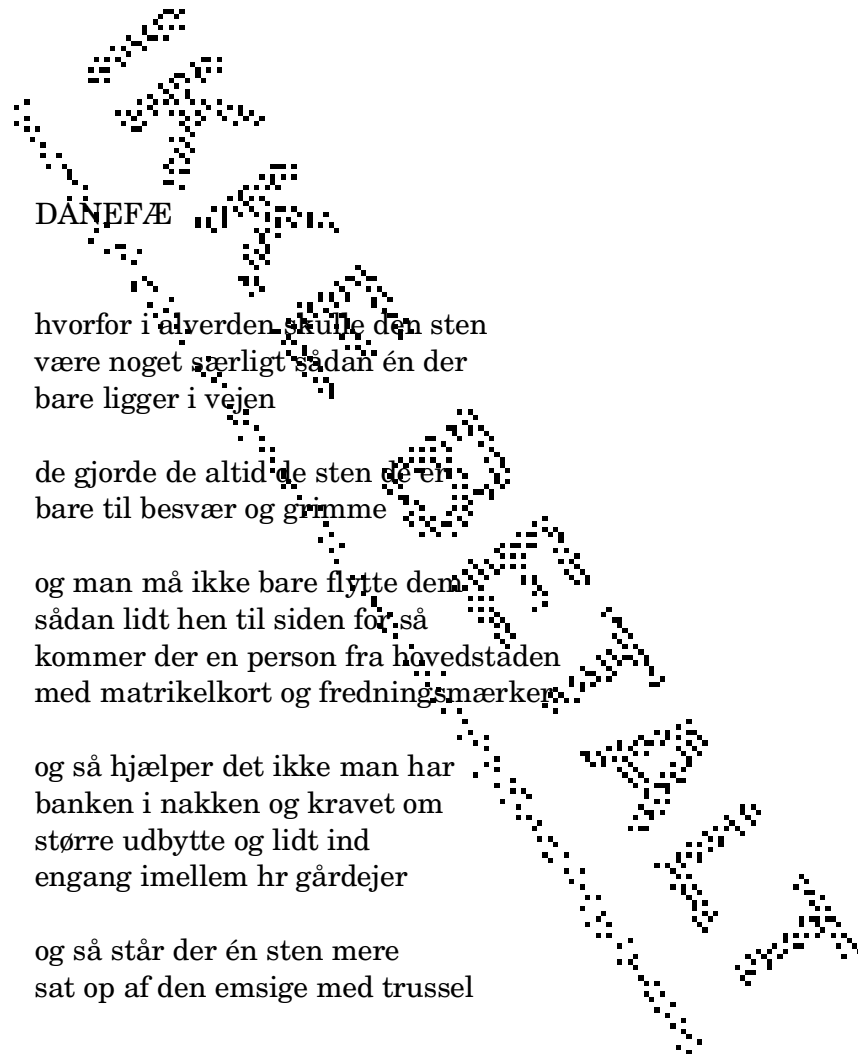 IKKE BETALT
DANEFÆ
hvorfor i alverden skulle den sten
være noget særligt sådan én der
bare ligger i vejen
de gjorde de altid de sten de er
bare til besvær og grimme
og man må ikke bare flytte dem
sådan lidt hen til siden for så
kommer der en person fra hovedstaden
med matrikelkort og fredningsmærker
og så hjælper det ikke man har
banken i nakken og kravet om
større udbytte og lidt ind
engang imellem hr gårdejer
og så står der én sten mere
sat op af den emsige med trussel